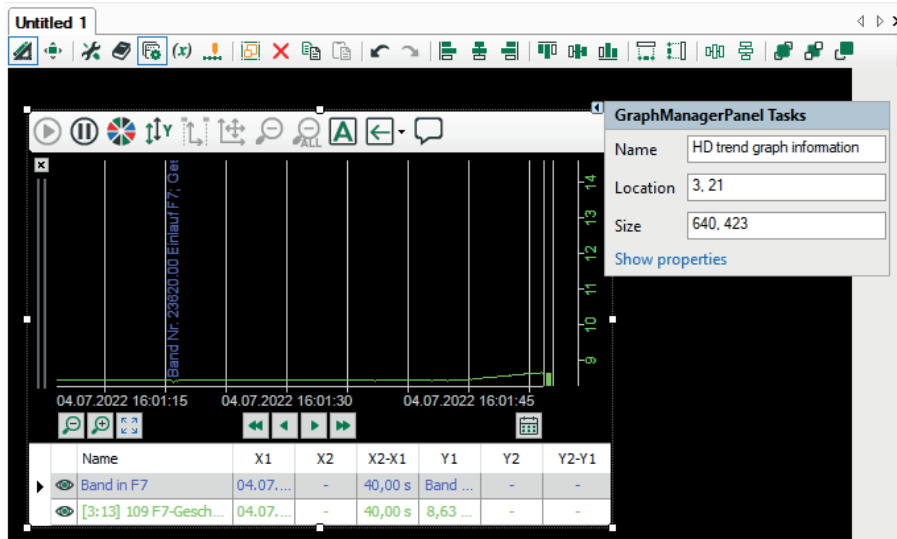 Untitled 1
(x)
Y
ALL
A
GraphManagerPanel Tasks
Name HD trend graph information
Location 3, 21
Size 640, 423
Show properties
Band Nr. 23620.00 Einlauf F7; Ges
14
13
12
11
10
9
04.07.2022 16:01:15 04.07.2022 16:01:30 04.07.2022 16:01:45
Name X1 X2 X2-X1 Y1 Y2 Y2-Y1
Band in F7 04.07.... - 40,00 s Band ... - -
[3:13] 109 F7-Gesch... 04.07.... - 40,00 s 8,63 ... - -